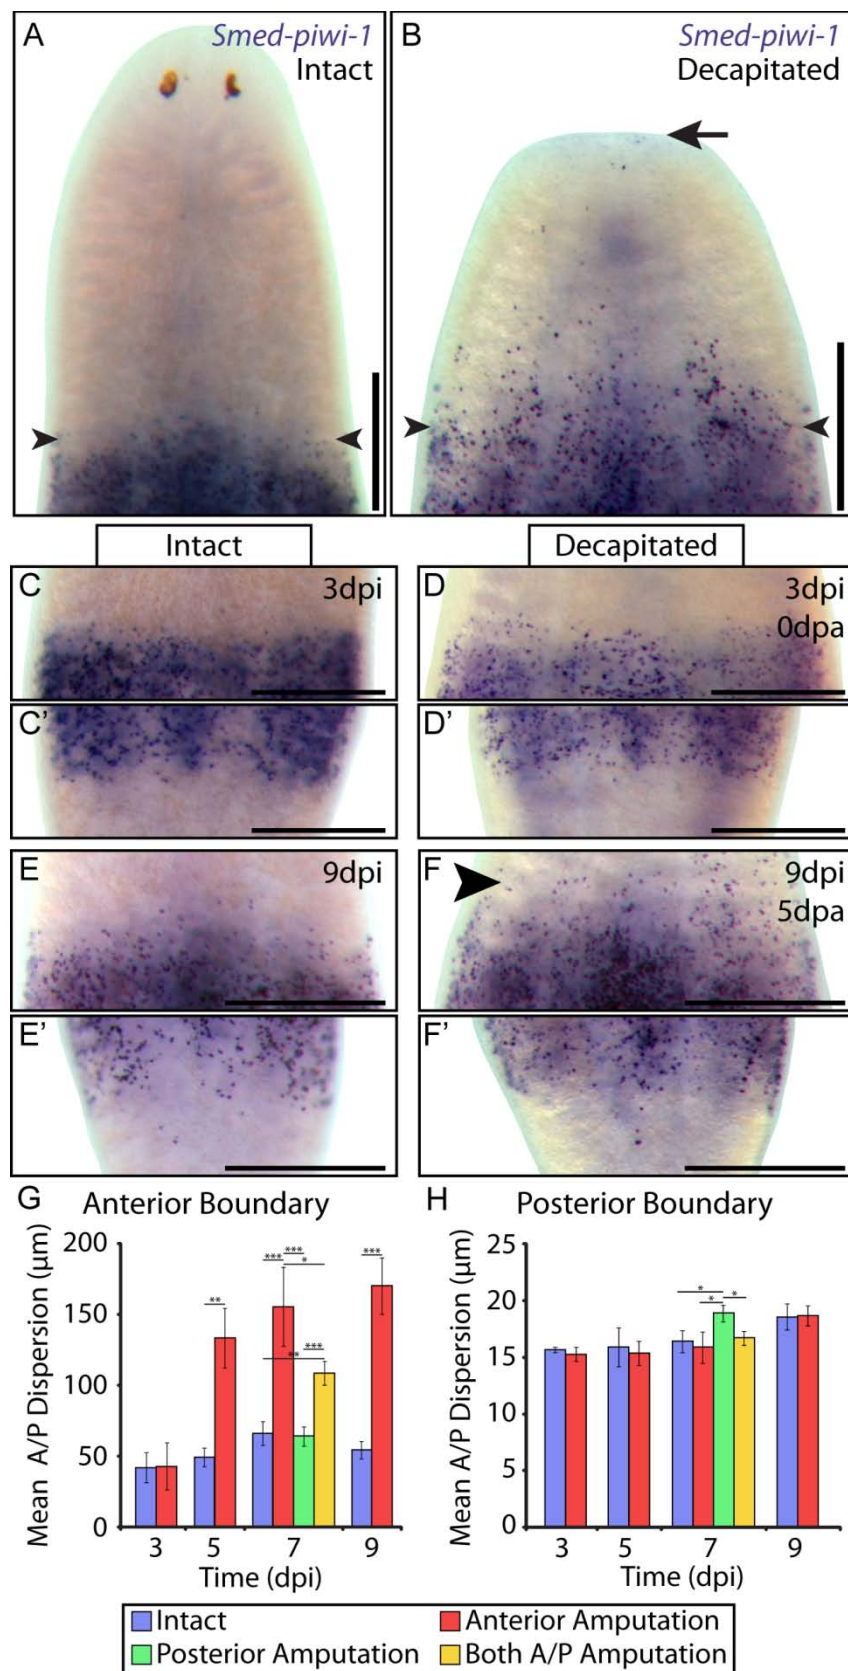 A
Smed-piwi-1
Intact
B
Smed-piwi-1
Decapitated
Intact
Decapitated
C
3dpi
D
3dpi
0dpa
C'
D'
E
9dpi
F
9dpi
5dpa
E'
F'
G Anterior Boundary
Mean A/P Dispersion (µm)
200
150
100
50
0
** *** *** * ** *** ***
3 5 7 9
Time (dpi)
H Posterior Boundary
Mean A/P Dispersion (µm)
25
20
15
10
5
0
* * *
3 5 7 9
Time (dpi)
Intact
Anterior Amputation
Posterior Amputation
Both A/P Amputation